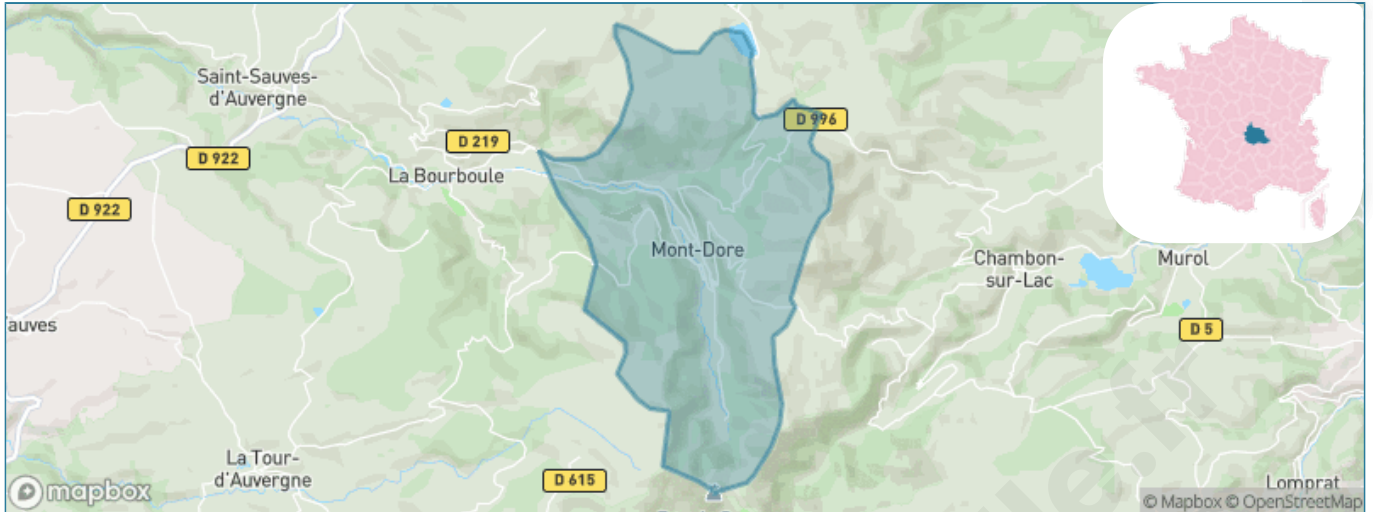 Saint-Sauves-
d'Auvergne
D 996
D 219
D 922
La Bourboule
D 922
Mont-Dore
Chambon-
sur-Lac
Murol
auves
D 5
La Tour-
d'Auvergne
D 615
Lomprat
mapbox
© Mapbox © OpenStreetMap